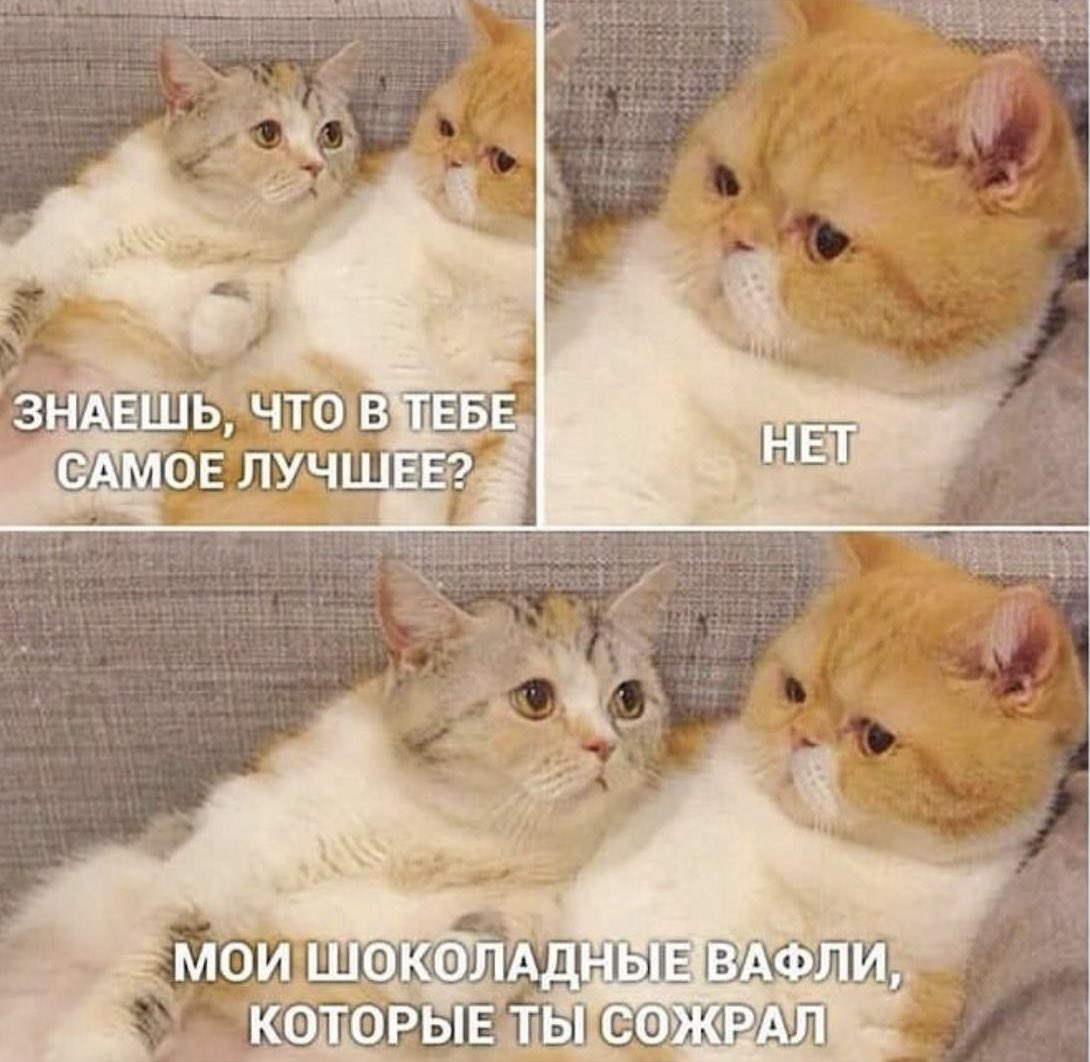 ЗНАЕШЬ, ЧТО В ТЕБЕ
САМОЕ ЛУЧШЕЕ?
НЕТ
МОИ ШОКОЛАДНЫЕ ВАФЛИ,
КОТОРЫЕ ТЫ СОЖРАЛ